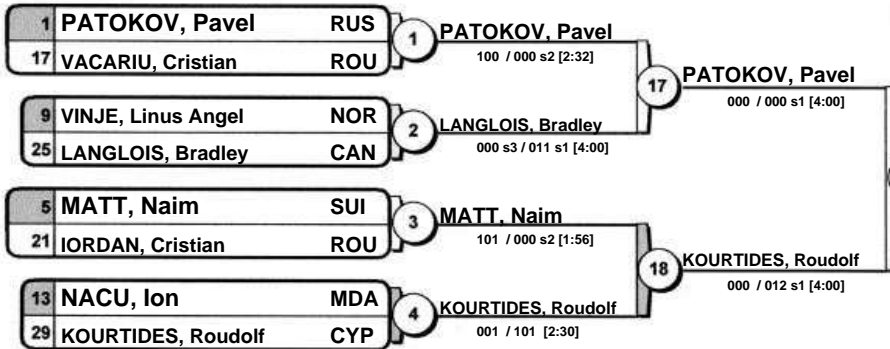 1 PATOKOV, Pavel RUS
17 VACARIU, Cristian ROU
1
PATOKOV, Pavel
100 / 000 s2 [2:32]
9 VINJE, Linus Angel NOR
25 LANGLOIS, Bradley CAN
2
LANGLOIS, Bradley
000 s3 / 011 s1 [4:00]
17
PATOKOV, Pavel
000 / 000 s1 [4:00]
5 MATT, Naim SUI
21 IORDAN, Cristian ROU
3
MATT, Naim
101 / 000 s2 [1:56]
13 NACU, Ion MDA
29 KOURTIDES, Roudolf CYP
4
KOURTIDES, Roudolf
001 / 101 [2:30]
18
KOURTIDES, Roudolf
000 / 012 s1 [4:00]